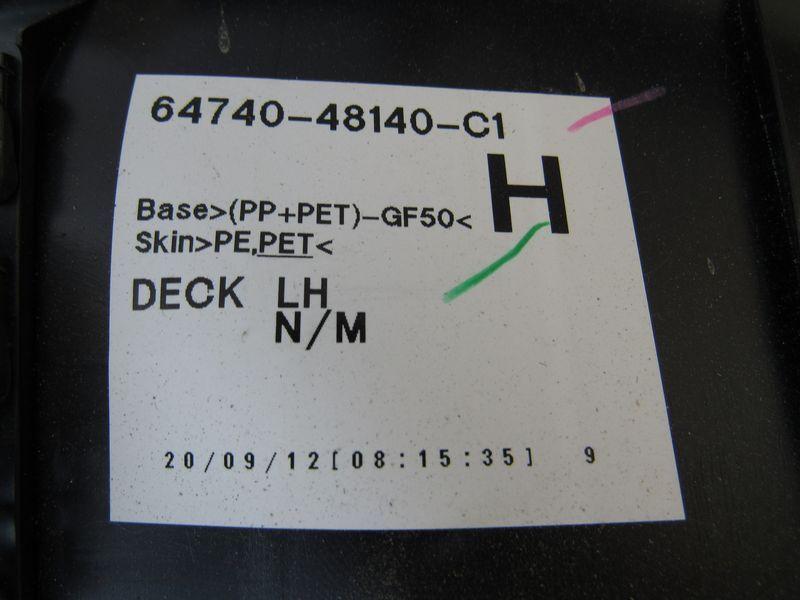 64740-48140-C1
H
Base>(PP+PET)-GF50<
Skin>PE,PET<
DECK LH
N/M
20/09/12[08:15:35] 9